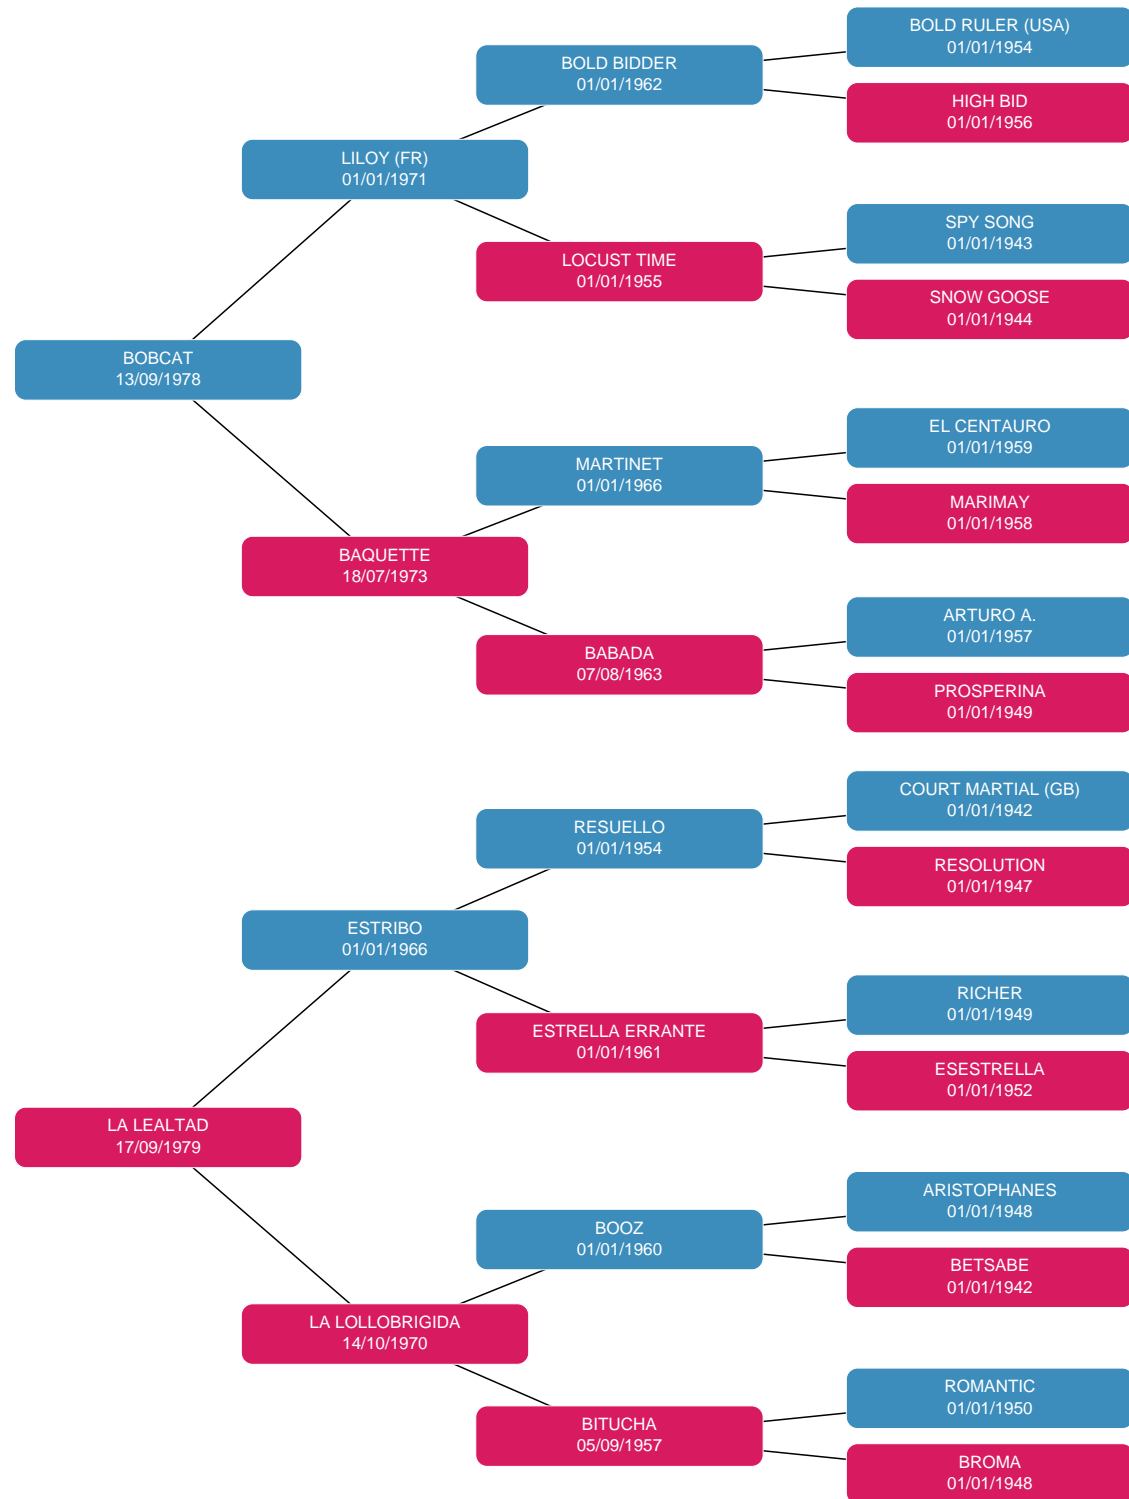 BOLD RULER (USA)
01/01/1954
BOLD BIDDER
01/01/1962
HIGH BID
01/01/1956
LILOY (FR)
01/01/1971
SPY SONG
01/01/1943
LOCUST TIME
01/01/1955
SNOW GOOSE
01/01/1944
BOBCAT
13/09/1978
EL CENTAURO
01/01/1959
MARTINET
01/01/1966
MARIMAY
01/01/1958
BAQUETTE
18/07/1973
ARTURO A.
01/01/1957
BABADA
07/08/1963
PROSPERINA
01/01/1949
COURT MARTIAL (GB)
01/01/1942
RESUELLO
01/01/1954
RESOLUTION
01/01/1947
ESTRIBO
01/01/1966
RICHER
01/01/1949
ESTRELLA ERRANTE
01/01/1961
ESESTRELLA
01/01/1952
LA LEALTAD
17/09/1979
ARISTOPHANES
01/01/1948
BOOZ
01/01/1960
BETSABE
01/01/1942
LA LOLLOBRIGIDA
14/10/1970
ROMANTIC
01/01/1950
BITUCHA
05/09/1957
BROMA
01/01/1948